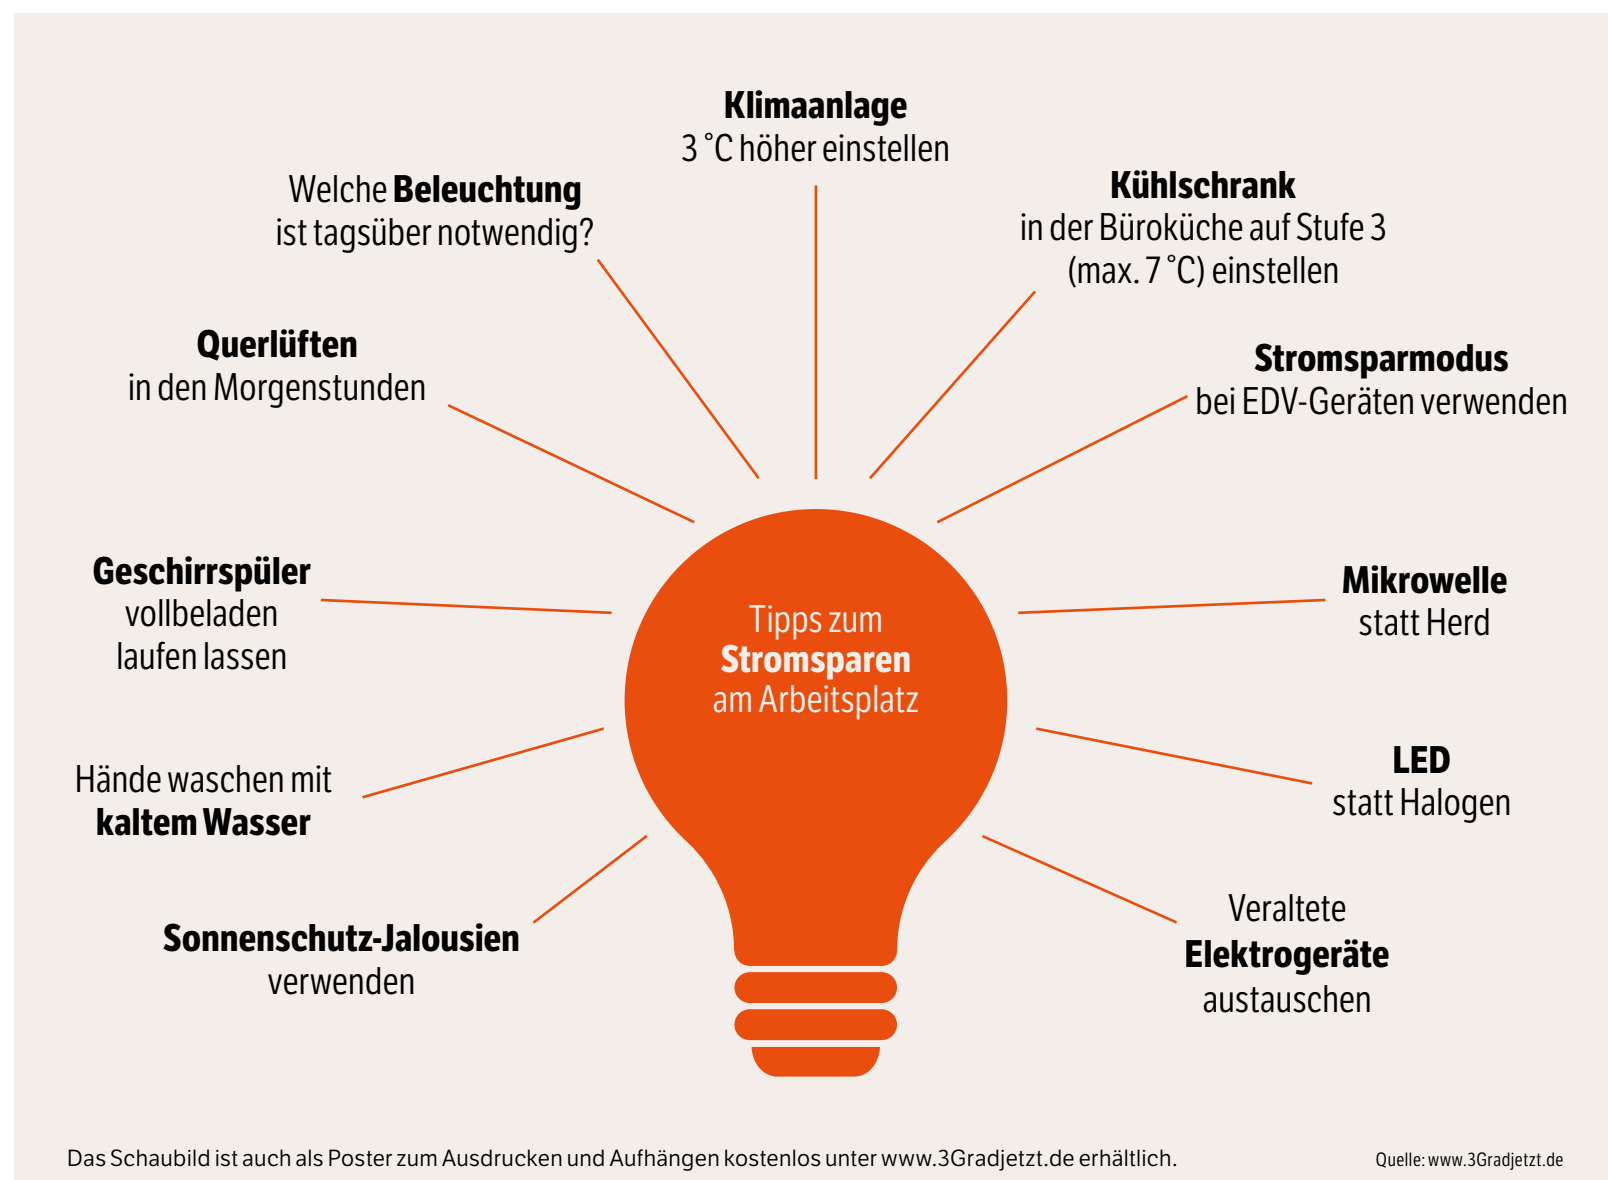 Klimaanlage
3 °C höher einstellen
Welche Beleuchtung
ist tagsüber notwendig?
Kühlschrank
in der Büroküche auf Stufe 3
(max. 7 °C) einstellen
Querlüften
in den Morgenstunden
Stromsparmodus
bei EDV-Geräten verwenden
Geschirrspüler
vollbeladen
laufen lassen
Tipps zum
Stromsparen
am Arbeitsplatz
Mikrowelle
statt Herd
Hände waschen mit
kaltem Wasser
LED
statt Halogen
Sonnenschutz-Jalousien
verwenden
Veraltete
Elektrogeräte
austauschen
Das Schaubild ist auch als Poster zum Ausdrucken und Aufhängen kostenlos unter www.3Gradjetzt.de erhältlich.
Quelle: www.3Gradjetzt.de